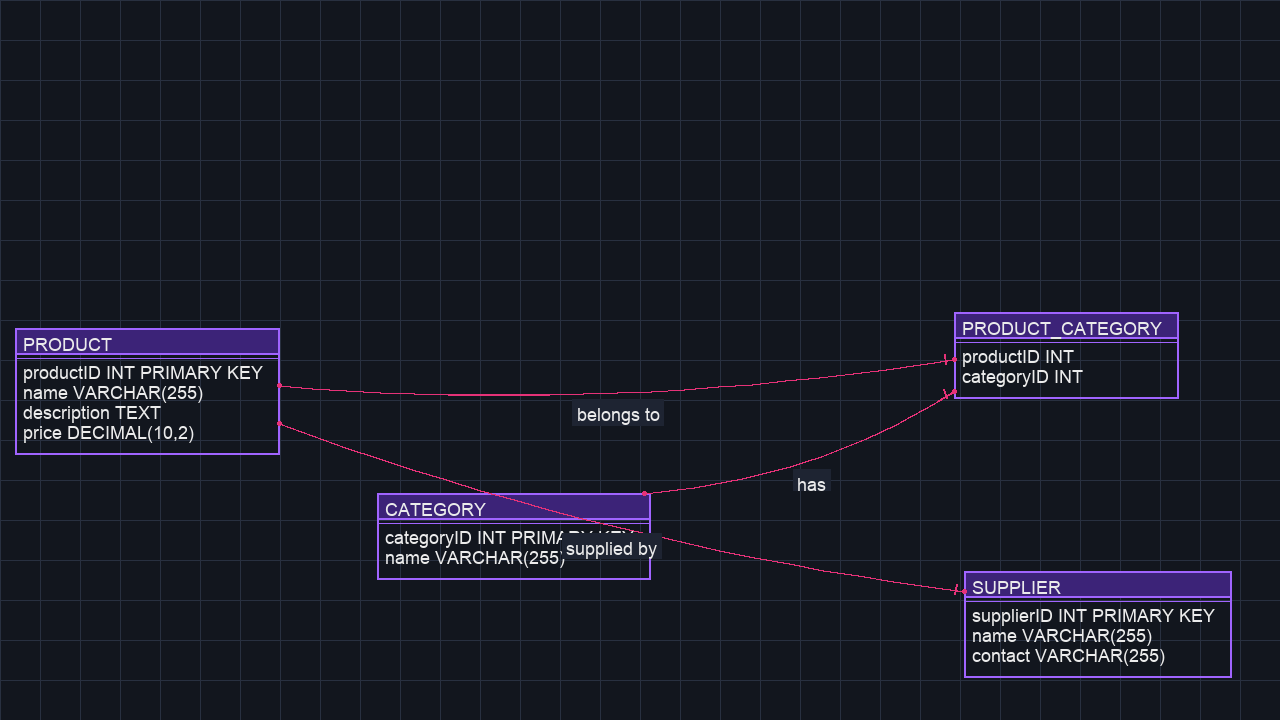 PRODUCT
productID INT PRIMARY KEY
name VARCHAR(255)
description TEXT
price DECIMAL(10,2)
PRODUCT_CATEGORY
productID INT
categoryID INT
belongs to
has
CATEGORY
categoryID INT PRIMARY KEY
name VARCHAR(255)
supplied by
SUPPLIER
supplierID INT PRIMARY KEY
name VARCHAR(255)
contact VARCHAR(255)